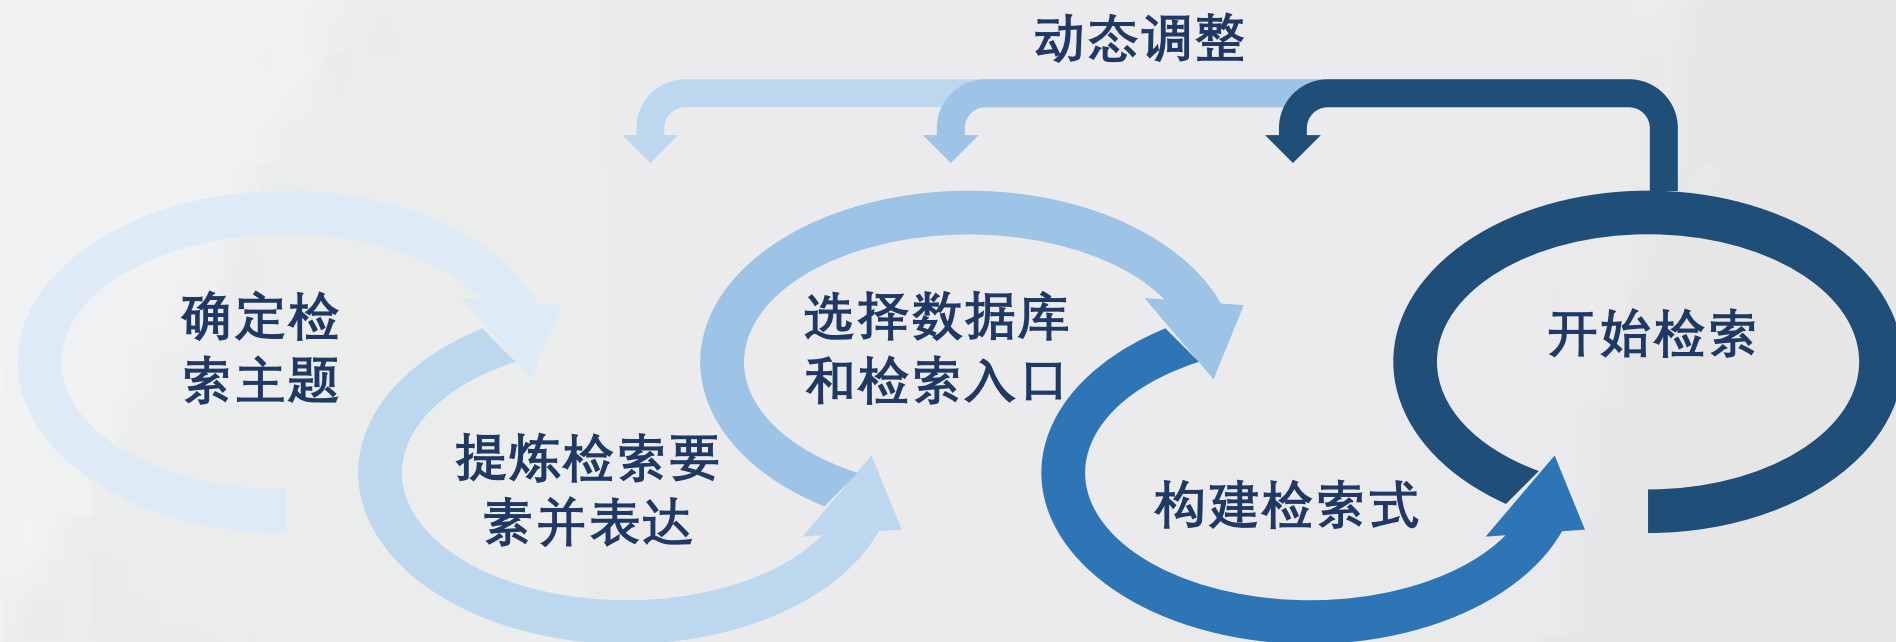 动态调整
确定检
索主题
提炼检索要
素并表达
选择数据库
和检索入口
构建检索式
开始检索